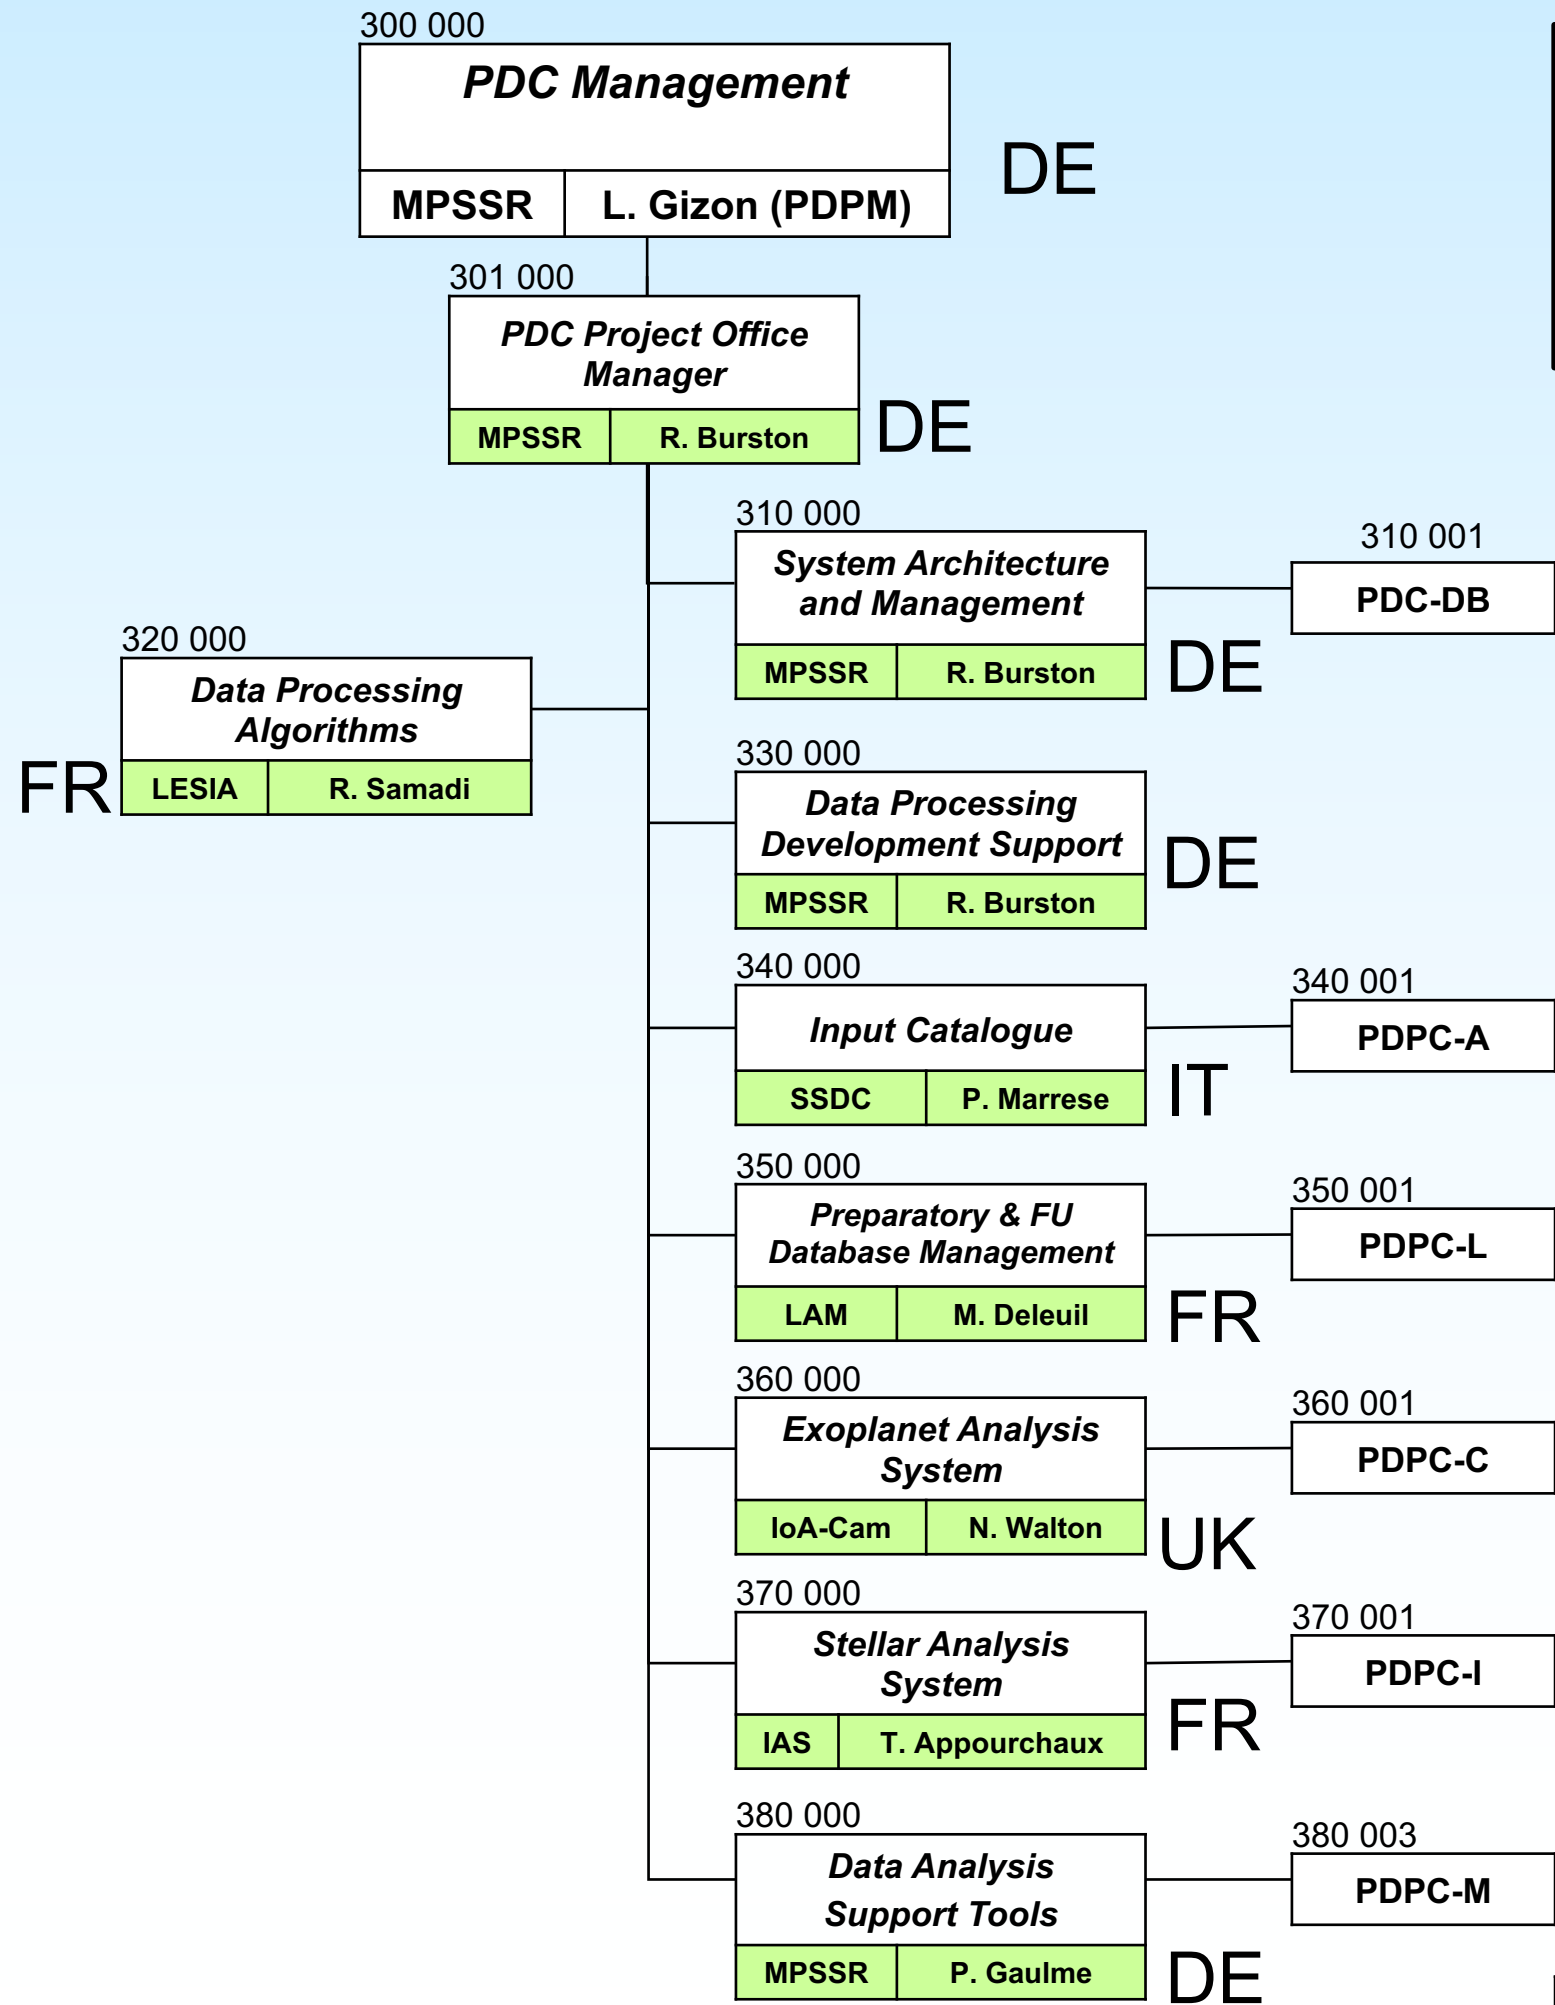 300 000
PDC Management
DE
MPSSR L. Gizon (PDPM)
301 000
PDC Project Office
Manager
DE
MPSSR R. Burston
310 000
System Architecture
and Management
MPSSR R. Burston
DE
310 001
PDC-DB
320 000
Data Processing
Algorithms
FR
LESIA R. Samadi
330 000
Data Processing
Development Support
MPSSR R. Burston
DE
340 000
Input Catalogue
SSDC P. Marrese
IT
340 001
PDPC-A
350 000
Preparatory & FU
Database Management
LAM M. Deleuil
FR
350 001
PDPC-L
360 000
Exoplanet Analysis
System
IoA-Cam N. Walton
UK
360 001
PDPC-C
370 000
Stellar Analysis
System
IAS T. Appourchaux
FR
370 001
PDPC-I
380 000
Data Analysis
Support Tools
MPSSR P. Gaulme
DE
380 003
PDPC-M